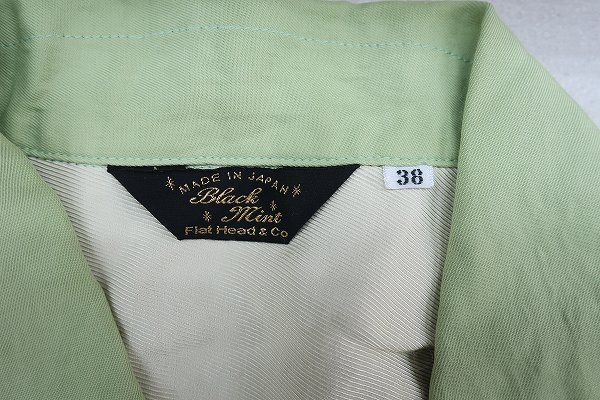 MADE IN JAPAN
Black
Mint
Flat Head & Co
38